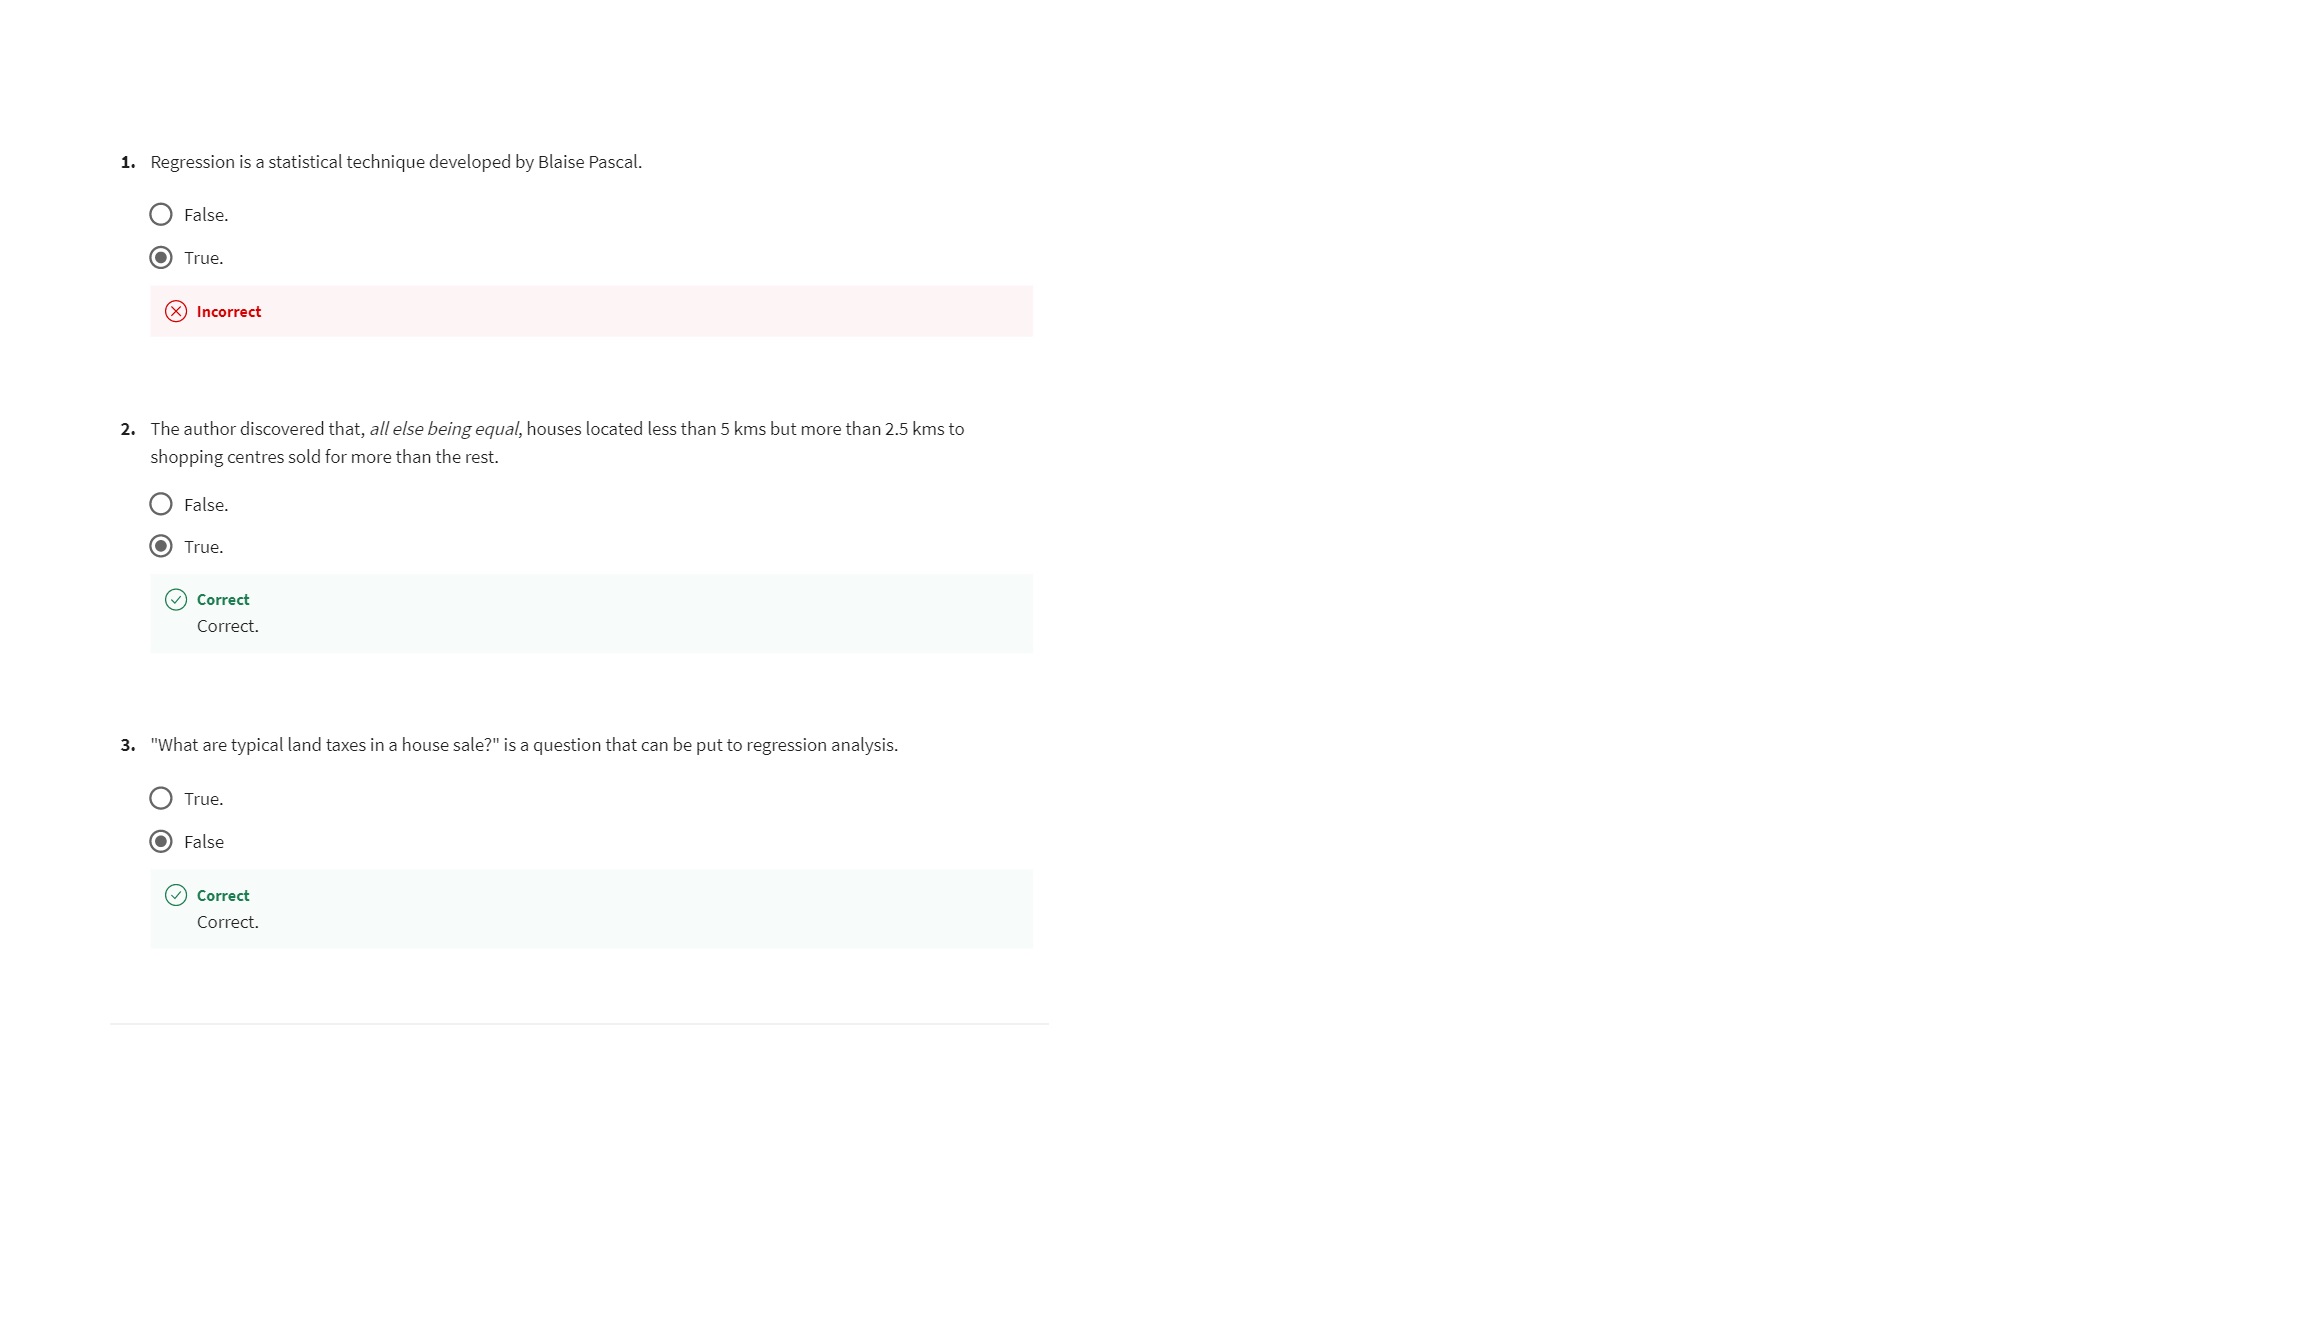 1. Regression is a statistical technique developed by Blaise Pascal.
False.
True.
Incorrect
2. The author discovered that, all else being equal, houses located less than 5 kms but more than 2.5 kms to
shopping centres sold for more than the rest.
False.
True.
Correct
Correct.
3. "What are typical land taxes in a house sale?" is a question that can be put to regression analysis.
True.
False
Correct
Correct.